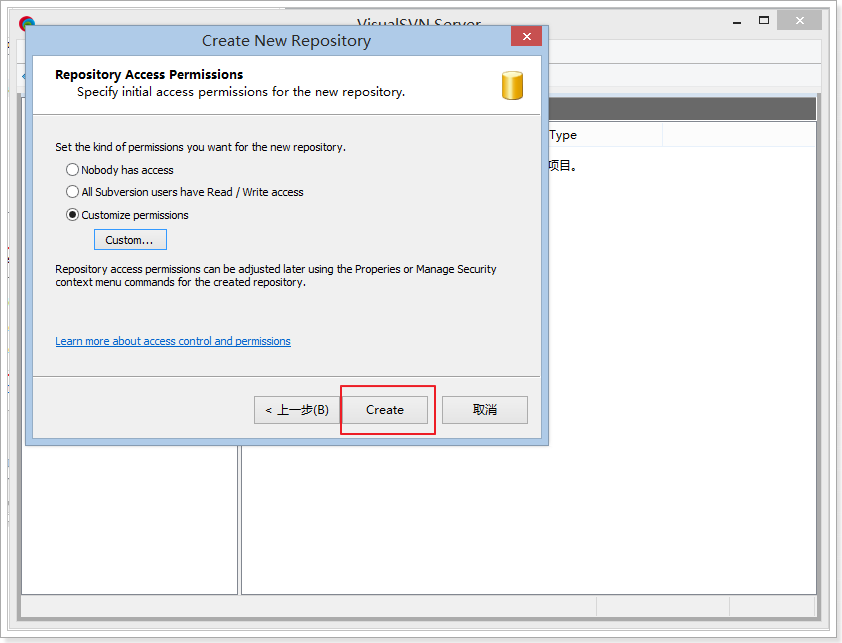 VisualSVN Server
Create New Repository
Repository Access Permissions
Specify initial access permissions for the new repository.
Type
Set the kind of permissions you want for the new repository.
项目。
Nobody has access
All Subversion users have Read / Write access
Customize permissions
Custom...
Repository access permissions can be adjusted later using the Properies or Manage Security
context menu commands for the created repository.
Learn more about access control and permissions
< 上一步(B)
Create
取消